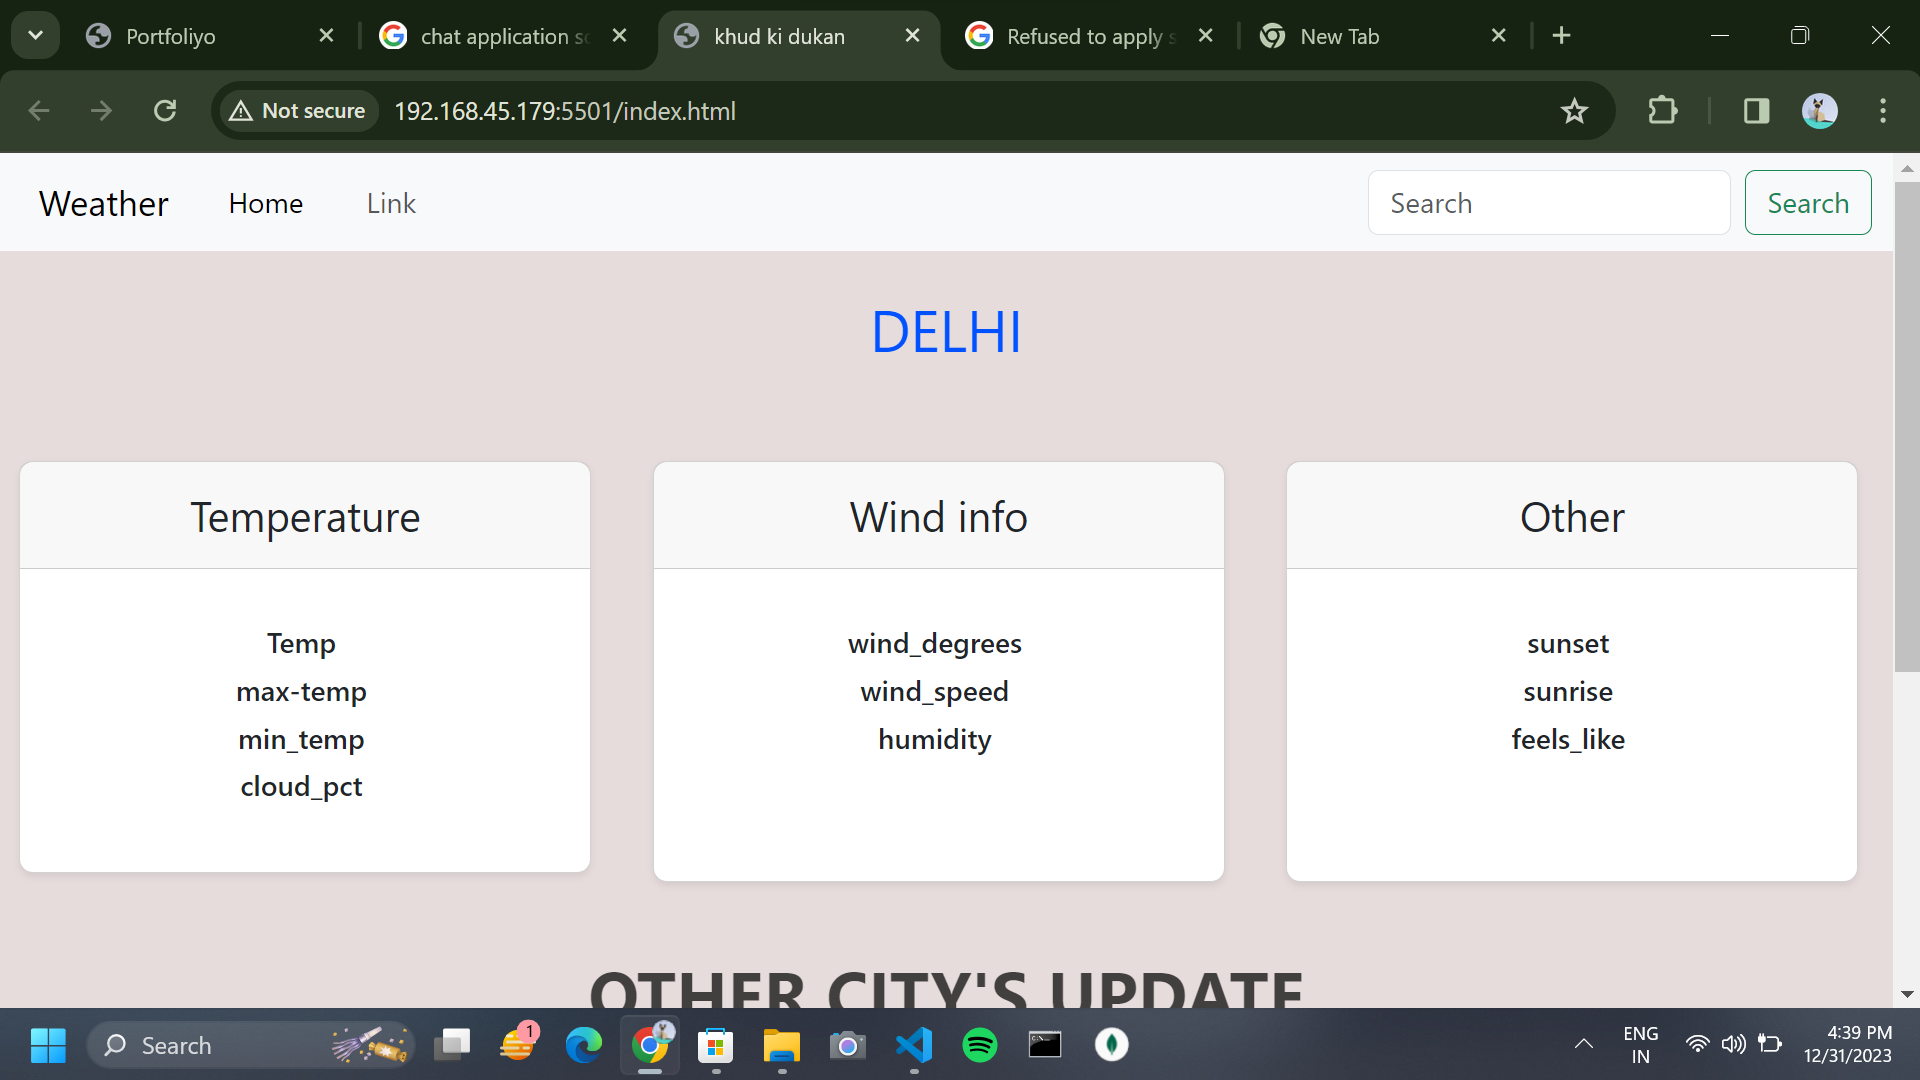 Portfoliyo
chat application sc
khud ki dukan
Refused to apply s
New Tab
Not secure
192.168.45.179:5501/index.html
Weather
Home
Link
Search
Search
DELHI
Temperature
Temp
max-temp
min_temp
cloud_pct
Wind info
wind_degrees
wind_speed
humidity
Other
sunset
sunrise
feels_like
OTHER CITY'S UPDATE
Search
1
ENG
IN
4:39 PM
12/31/2023